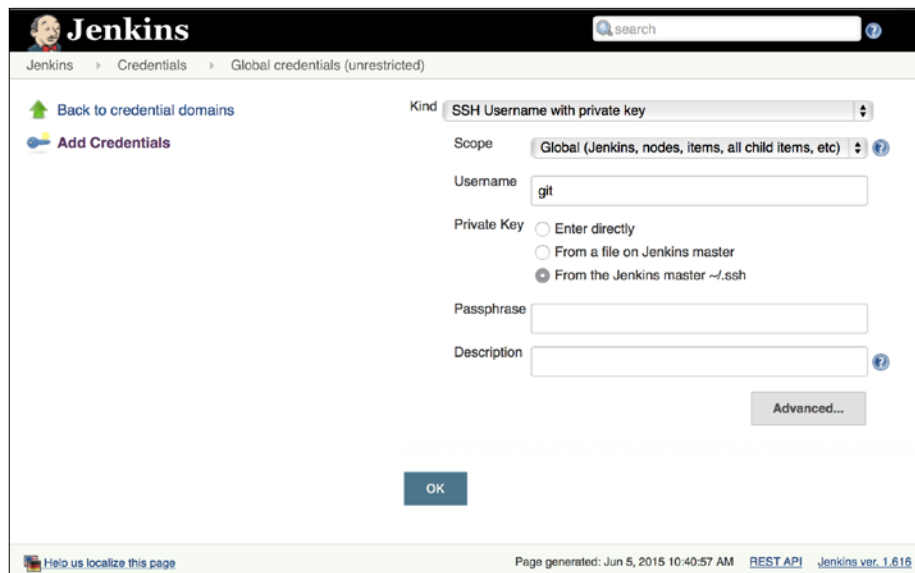 Jenkins
search
Jenkins Credentials Global credentials (unrestricted)
Back to credential domains
Add Credentials
Kind SSH Username with private key
Scope Global (Jenkins, nodes, items, all child items, etc)
Username git
Private Key Enter directly
From a file on Jenkins master
From the Jenkins master ~/.ssh
Passphrase
Description
Advanced...
OK
Help us localize this page Page generated: Jun 5, 2015 10:40:57 AM REST API Jenkins ver. 1.616